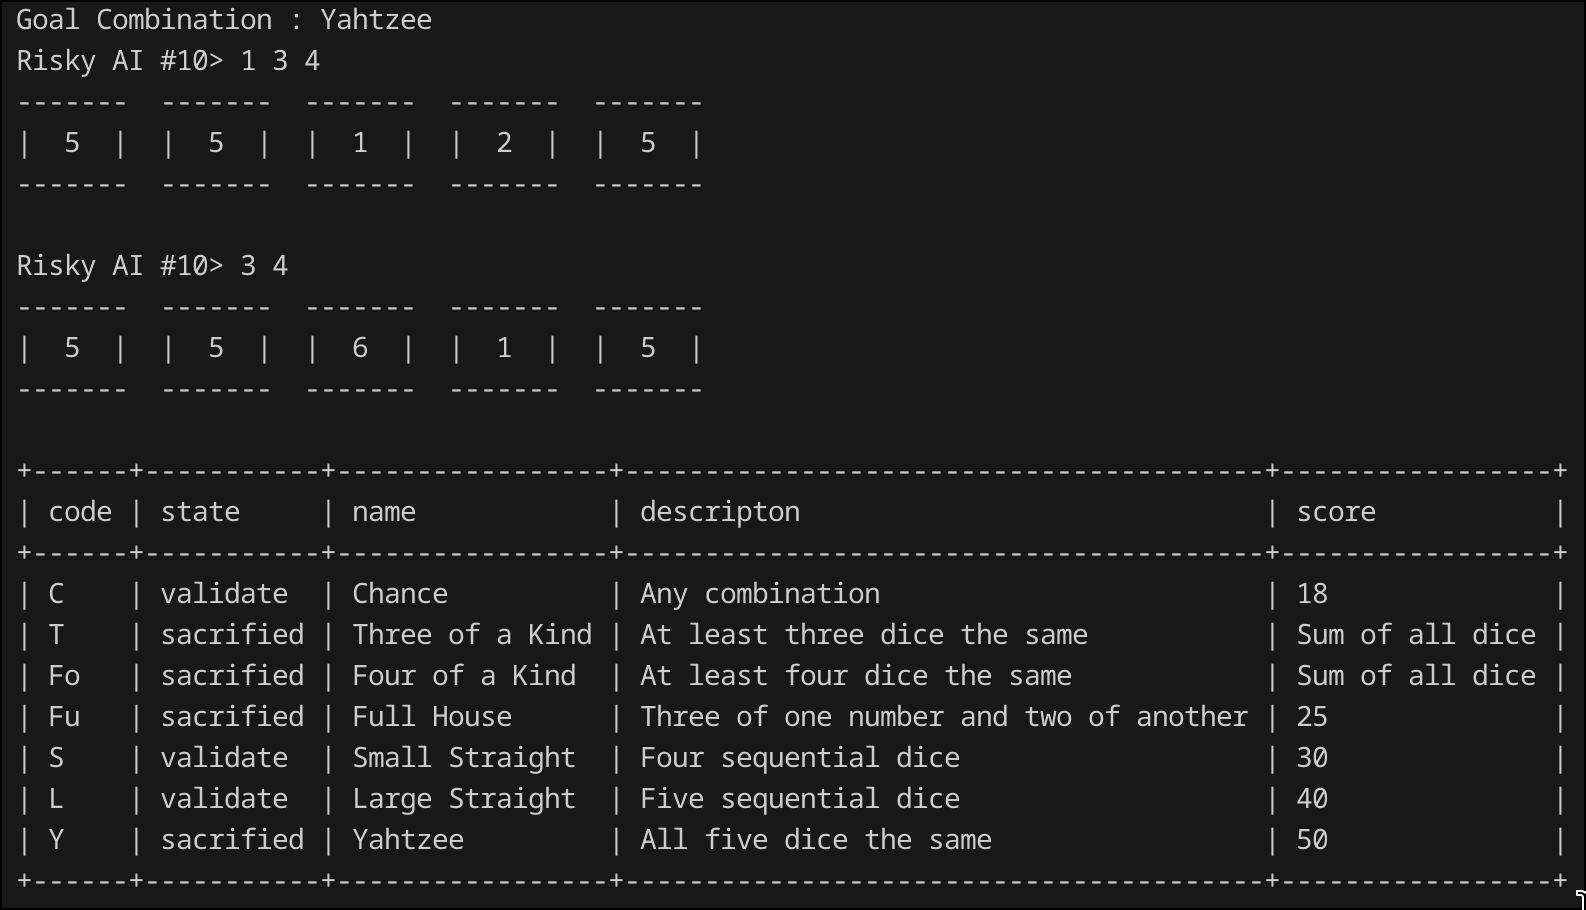 Goal Combination : Yahtzee
Risky AI #10> 1 3 4
-------  -------  -------  -------  -------
|  5  |  |  5  |  |  1  |  |  2  |  |  5  |
-------  -------  -------  -------  -------
Risky AI #10> 3 4
-------  -------  -------  -------  -------
|  5  |  |  5  |  |  6  |  |  1  |  |  5  |
-------  -------  -------  -------  -------
+------+-----------+-----------------+----------------------------------------+-----------------+
| code | state     | name            | descripton                             | score           |
+------+-----------+-----------------+----------------------------------------+-----------------+
| C    | validate  | Chance          | Any combination                        | 18              |
| T    | sacrified | Three of a Kind | At least three dice the same           | Sum of all dice |
| Fo   | sacrified | Four of a Kind  | At least four dice the same            | Sum of all dice |
| Fu   | sacrified | Full House      | Three of one number and two of another | 25              |
| S    | validate  | Small Straight  | Four sequential dice                   | 30              |
| L    | validate  | Large Straight  | Five sequential dice                   | 40              |
| Y    | sacrified | Yahtzee         | All five dice the same                 | 50              |
+------+-----------+-----------------+----------------------------------------+-----------------+